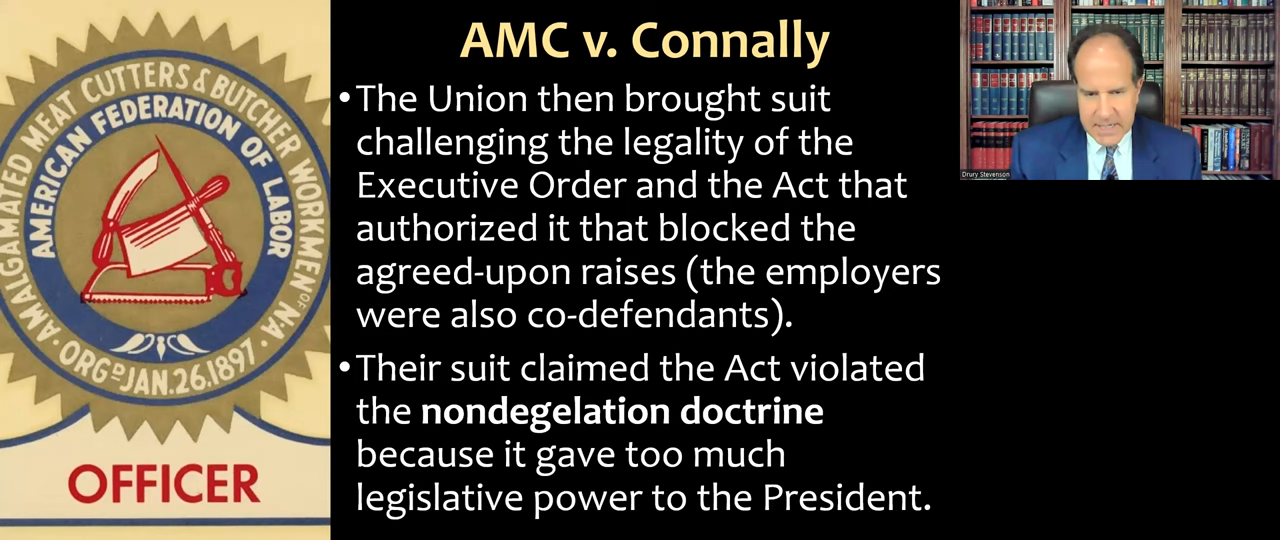 AMALGAMATED MEAT CUTTERS & BUTCHER WORKMEN OF N.A.
AMERICAN FEDERATION OF LABOR
ORGD JAN.26.1897
OFFICER
AMC v. Connally
•The Union then brought suit
challenging the legality of the
Executive Order and the Act that
authorized it that blocked the
agreed-upon raises (the employers
were also co-defendants).
•Their suit claimed the Act violated
the nondegelation doctrine
because it gave too much
legislative power to the President.
Drury Stevenson